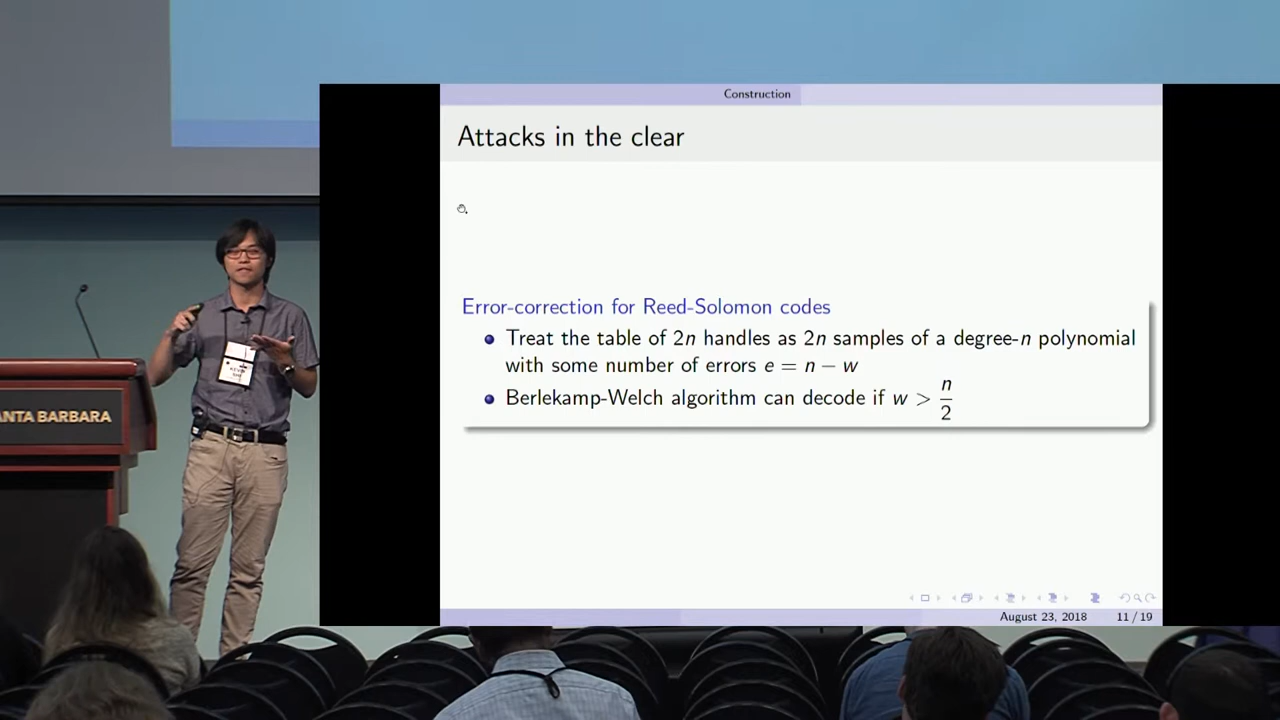 Construction
Attacks in the clear
Error-correction for Reed-Solomon codes
Treat the table of 2n handles as 2n samples of a degree-n polynomial
with some number of errors e = n − w
Berlekamp-Welch algorithm can decode if w > n/2
August 23, 2018 11 / 19
ANTA BARBARA
KEVIN